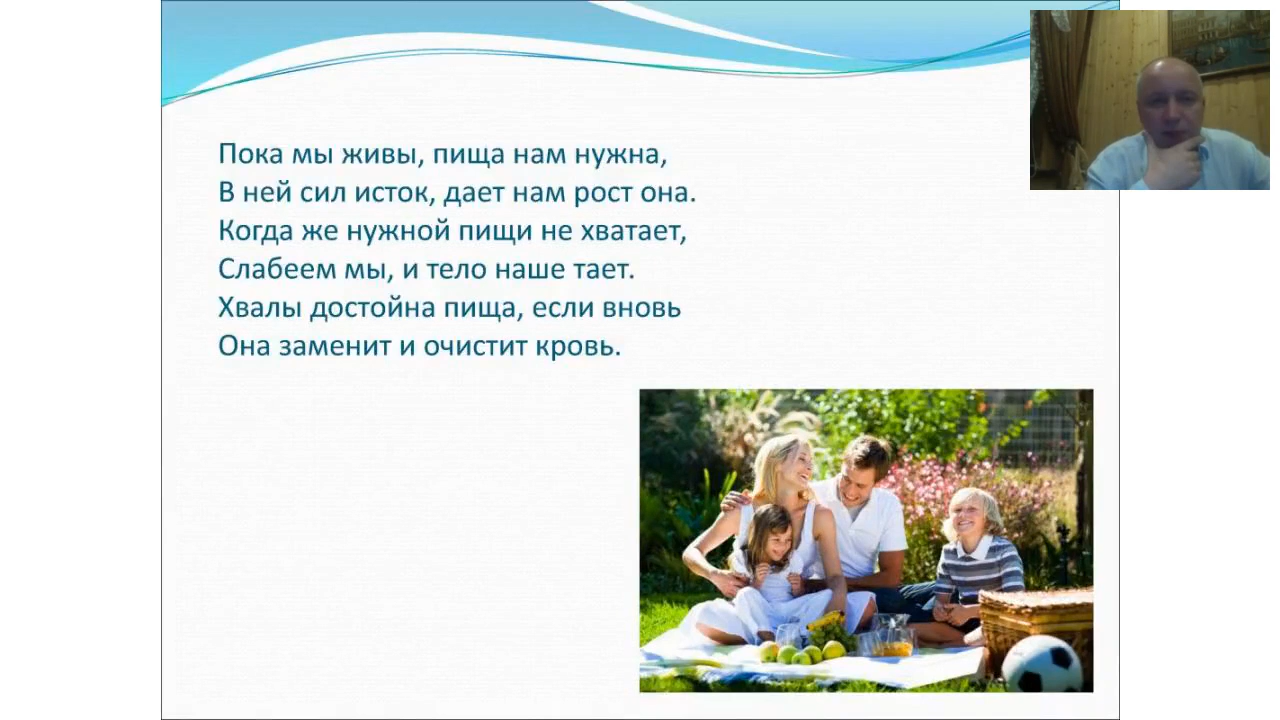 Пока мы живы, пища нам нужна,
В ней сил исток, дает нам рост она.
Когда же нужной пищи не хватает,
Слабеем мы, и тело наше тает.
Хвалы достойна пища, если вновь
Она заменит и очистит кровь.